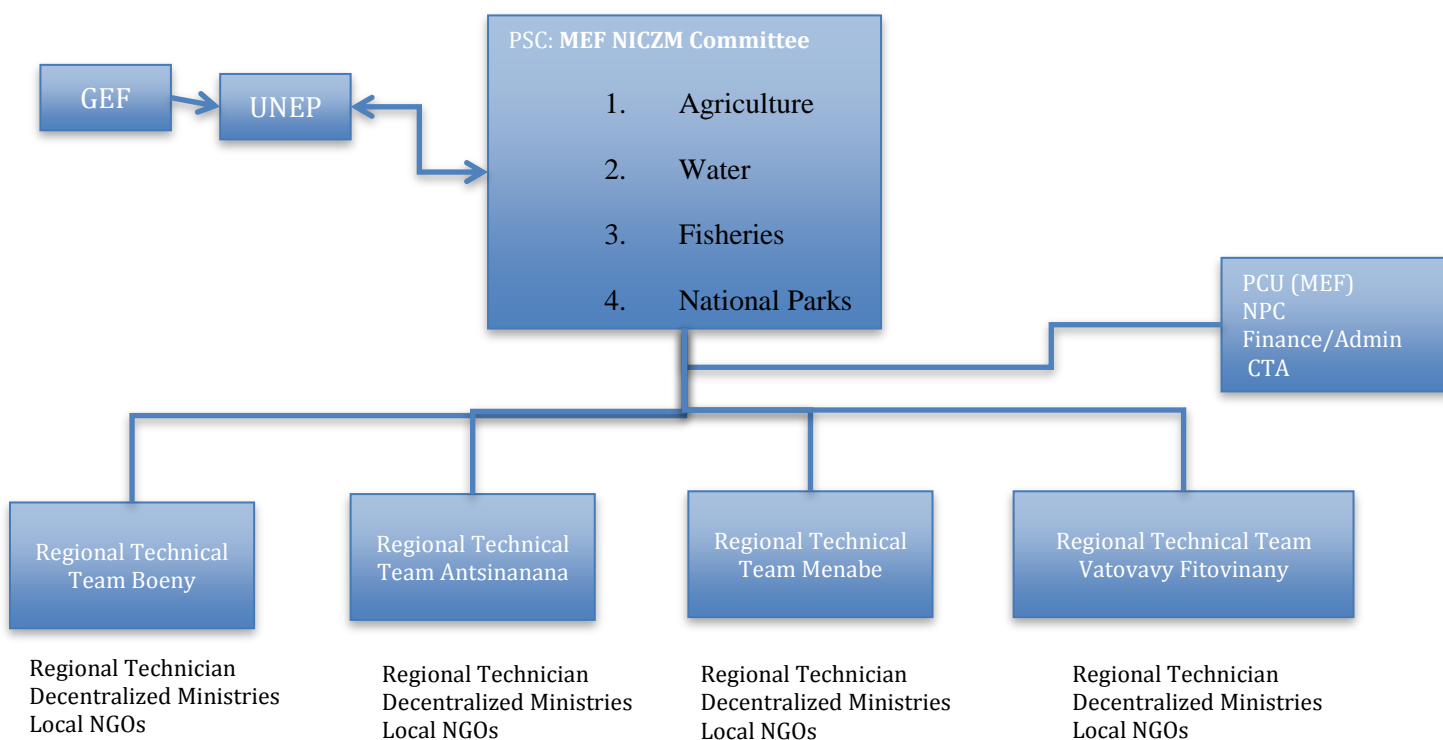 PSC: MEF NICZM Committee
1. Agriculture
2. Water
3. Fisheries
4. National Parks
GEF
UNEP
PCU (MEF)
NPC
Finance/Admin
CTA
Regional Technical
Team Boeny
Regional Technical
Team Antsinanana
Regional Technical
Team Menabe
Regional Technical Team
Vatovavy Fitovinany
Regional Technician
Decentralized Ministries
Local NGOs
Regional Technician
Decentralized Ministries
Local NGOs
Regional Technician
Decentralized Ministries
Local NGOs
Regional Technician
Decentralized Ministries
Local NGOs